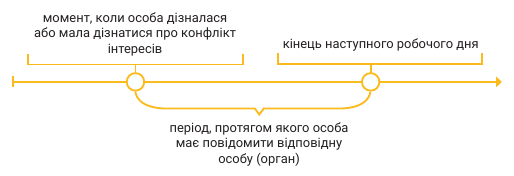 момент, коли особа дізналася
або мала дізнатися про конфлікт
інтересів
кінець наступного робочого дня
період, протягом якого особа
має повідомити відповідну
особу (орган)